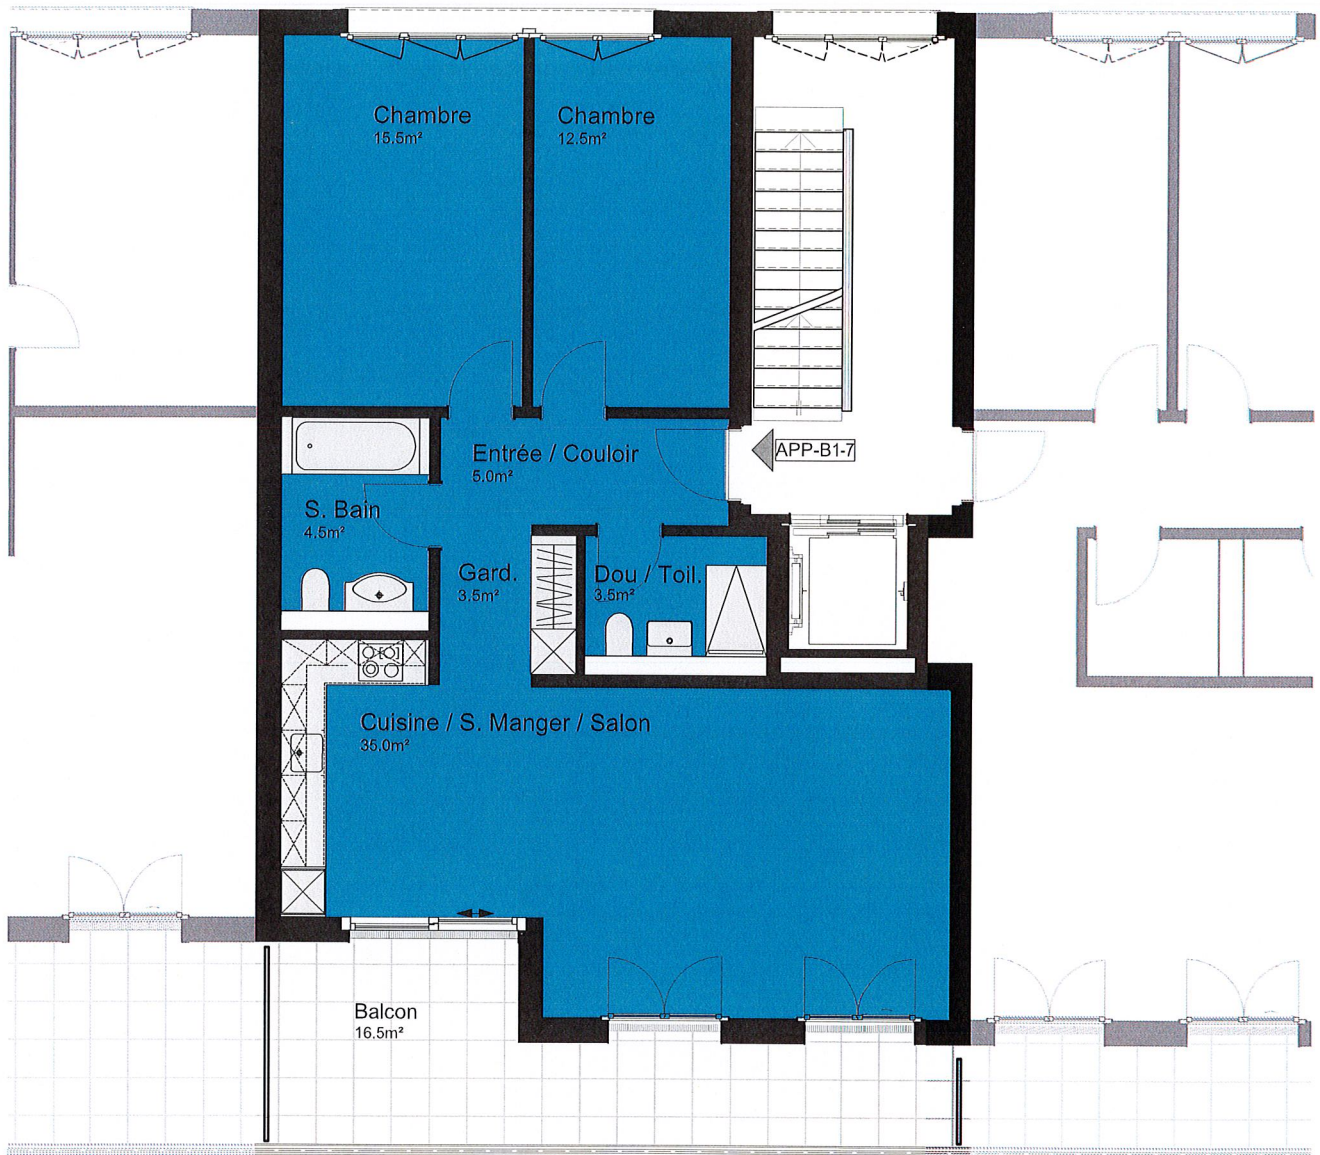 Chambre
15.5m²
Chambre
12.5m²
Entrée / Couloir
5.0m²
APP-B1-7
S. Bain
4.5m²
Gard.
3.5m²
Dou / Toil.
3.5m²
Cuisine / S. Manger / Salon
35.0m²
Balcon
16.5m²